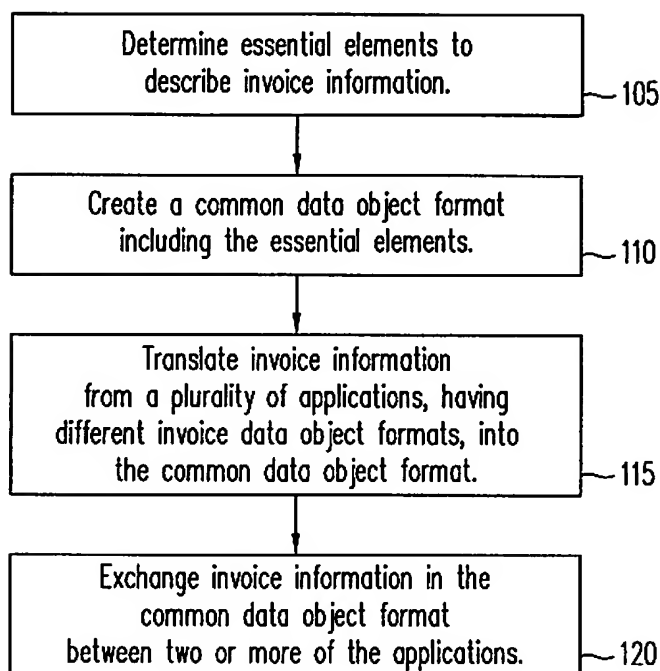 Determine essential elements to
describe invoice information.
105
Create a common data object format
including the essential elements.
110
Translate invoice information
from a plurality of applications, having
different invoice data object formats, into
the common data object format.
115
Exchange invoice information in the
common data object format
between two or more of the applications.
120